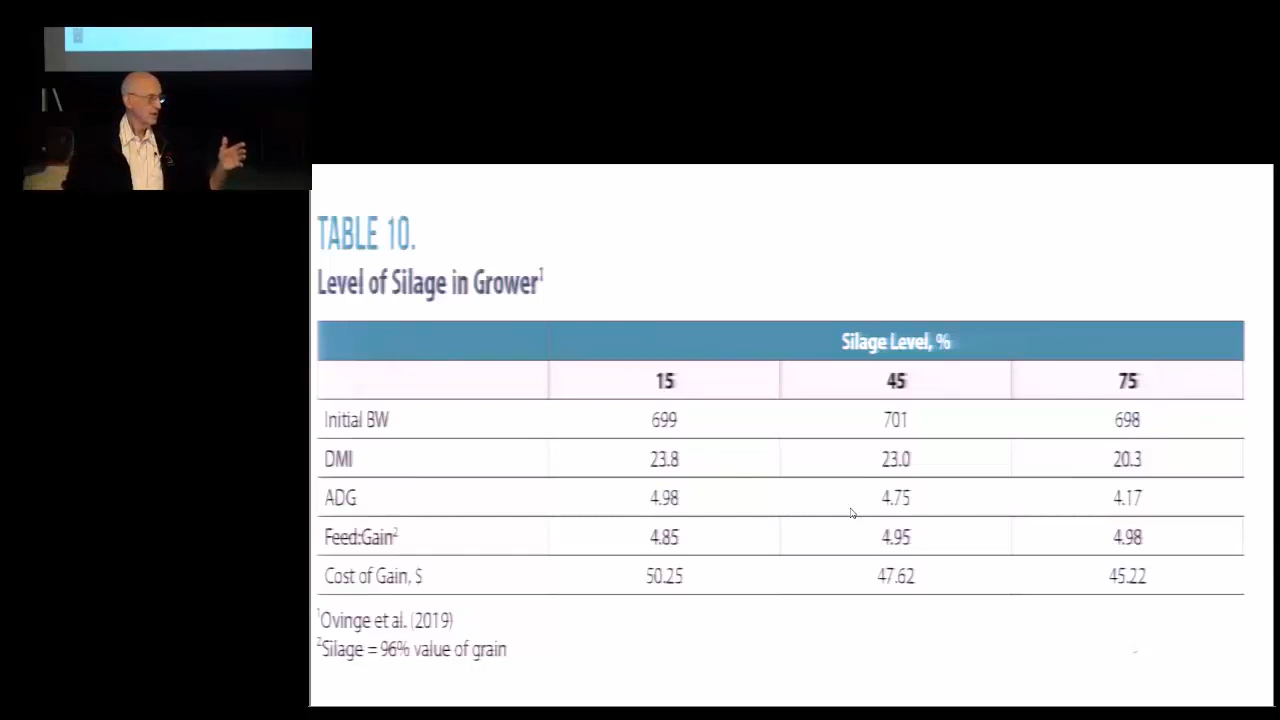 TABLE 10.
Level of Silage in Grower¹
Silage Level, %
15 45 75
Initial BW 699 701 698
DMI 23.8 23.0 20.3
ADG 4.98 4.75 4.17
Feed:Gain² 4.85 4.95 4.98
Cost of Gain, $ 50.25 47.62 45.22
¹Ovinge et al. (2019)
²Silage = 96% value of grain